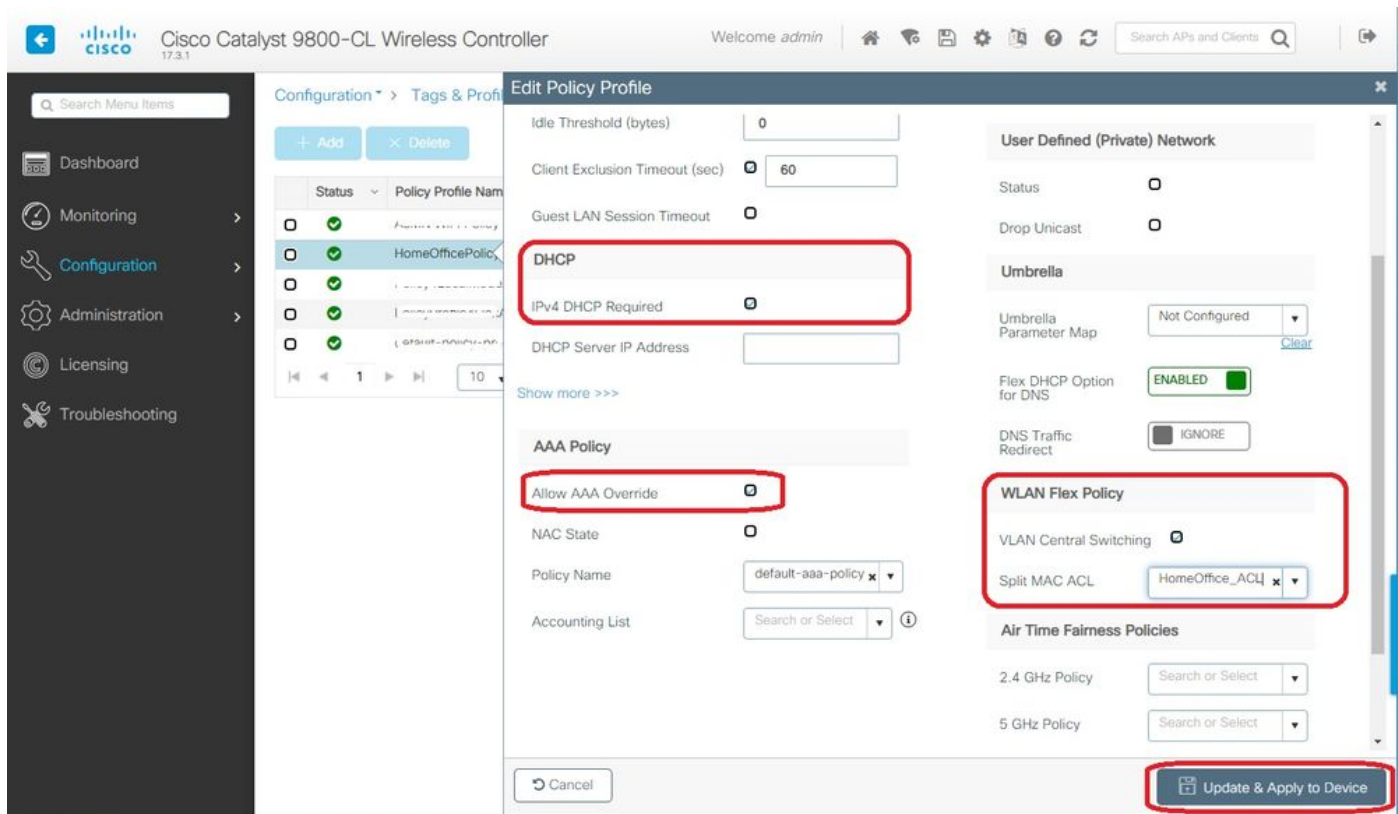 cisco
Cisco Catalyst 9800-CL Wireless Controller
17.3.1
Welcome admin
Search APs and Clients
Search Menu Items
Dashboard
Monitoring
Configuration
Administration
Licensing
Troubleshooting
Configuration > Tags & Profil
+ Add
× Delete
Status
Policy Profile Nam
HomeOfficePolicy
1
10
Edit Policy Profile
Idle Threshold (bytes)
0
Client Exclusion Timeout (sec)
60
Guest LAN Session Timeout
DHCP
IPv4 DHCP Required
DHCP Server IP Address
Show more >>>
AAA Policy
Allow AAA Override
NAC State
Policy Name
default-aaa-policy
Accounting List
Search or Select
User Defined (Private) Network
Status
Drop Unicast
Umbrella
Umbrella
Parameter Map
Not Configured
Clear
Flex DHCP Option
for DNS
ENABLED
DNS Traffic
Redirect
IGNORE
WLAN Flex Policy
VLAN Central Switching
Split MAC ACL
HomeOffice_ACL
Air Time Fairness Policies
2.4 GHz Policy
Search or Select
5 GHz Policy
Search or Select
Cancel
Update & Apply to Device